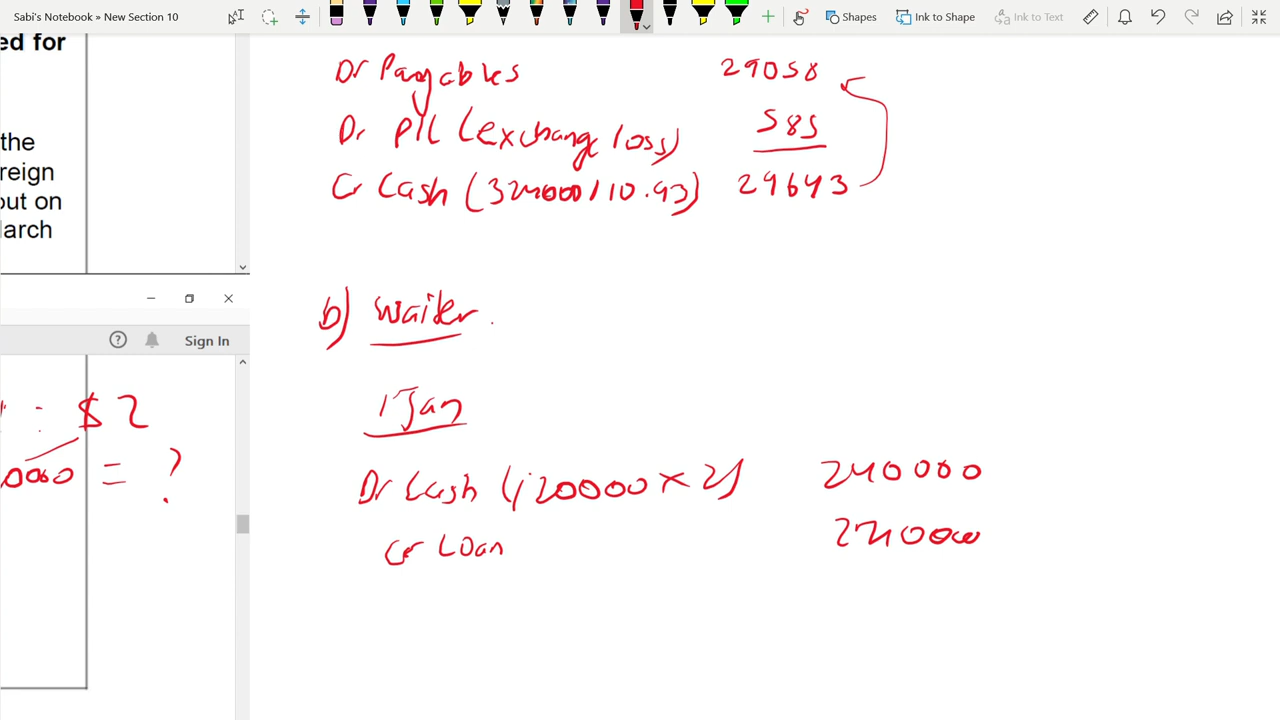 Sabi's Notebook » New Section 10
Shapes
Ink to Shape
Ink to Text
ed for
the
reign
out on
larch
Sign In
: $ 2
0000 = ?
Dr Payables 29058
Dr P/L (exchange loss) 585
Cr Cash (324000/10.93) 29643
b) Waiter.
1 Jan
Dr Cash (120000 × 2) 240000
Cr Loan 240000